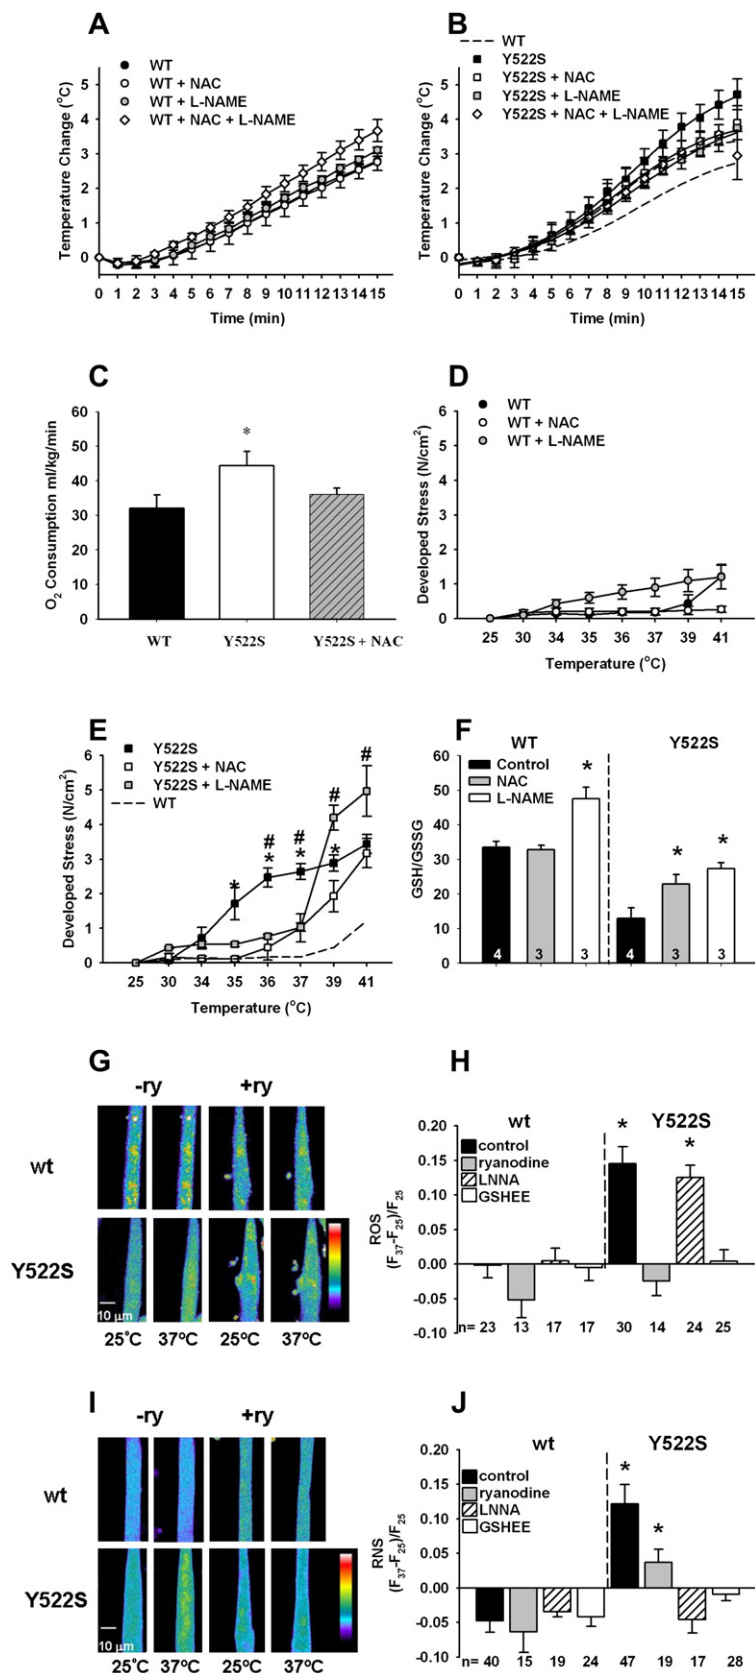 A
WT
WT + NAC
WT + L-NAME
WT + NAC + L-NAME
Temperature Change (°C)
5
4
3
2
1
0
0 1 2 3 4 5 6 7 8 9 10 11 12 13 14 15
Time (min)
B
WT
Y522S
Y522S + NAC
Y522S + L-NAME
Y522S + NAC + L-NAME
Temperature Change (°C)
5
4
3
2
1
0
0 1 2 3 4 5 6 7 8 9 10 11 12 13 14 15
Time (min)
C
O2 Consumption ml/kg/min
60
50
40
30
20
10
0
*
WT Y522S Y522S + NAC
D
WT
WT + NAC
WT + L-NAME
Developed Stress (N/cm²)
6
5
4
3
2
1
0
25 30 34 35 36 37 39 41
Temperature (°C)
E
Y522S
Y522S + NAC
Y522S + L-NAME
WT
Developed Stress (N/cm²)
6
5
4
3
2
1
0
# #
# #
* * * *
25 30 34 35 36 37 39 41
Temperature (°C)
F
WT Y522S
Control
NAC
L-NAME
GSH/GSSG
60
50
40
30
20
10
0
* * *
4 3 3 4 3 3
G
-ry +ry
wt
Y522S
10 µm
25°C 37°C 25°C 37°C
H
wt Y522S
control
ryanodine
LNNA
GSHEE
ROS
(F37-F25)/F25
0.20
0.15
0.10
0.05
0.00
-0.05
-0.10
* *
n= 23 13 17 17 30 14 24 25
I
-ry +ry
wt
Y522S
10 µm
25°C 37°C 25°C 37°C
J
wt Y522S
control
ryanodine
LNNA
GSHEE
RNS
(F37-F25)/F25
0.20
0.15
0.10
0.05
0.00
-0.05
-0.10
* *
n= 40 15 19 24 47 19 17 28